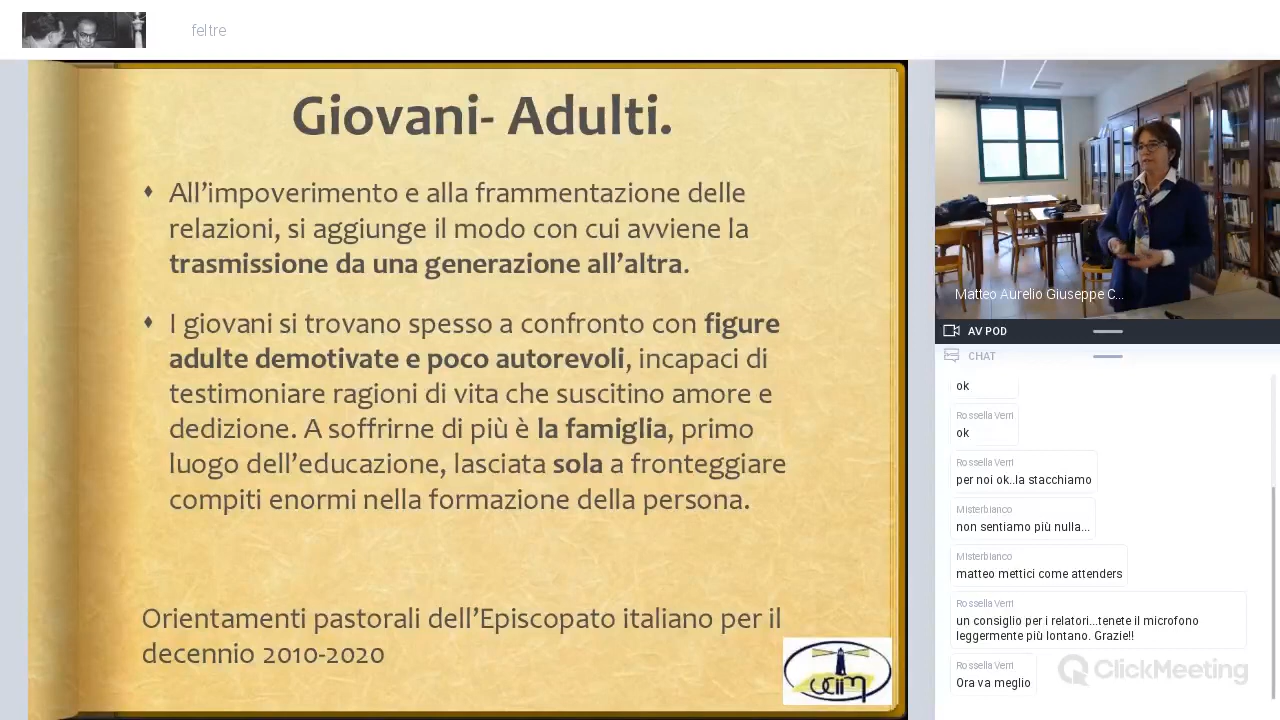 feltre
Giovani- Adulti.
All’impoverimento e alla frammentazione delle
relazioni, si aggiunge il modo con cui avviene la
trasmissione da una generazione all’altra.
I giovani si trovano spesso a confronto con figure
adulte demotivate e poco autorevoli, incapaci di
testimoniare ragioni di vita che suscitino amore e
dedizione. A soffrirne di più è la famiglia, primo
luogo dell’educazione, lasciata sola a fronteggiare
compiti enormi nella formazione della persona.
Orientamenti pastorali dell’Episcopato italiano per il
decennio 2010-2020
uciim
Matteo Aurelio Giuseppe C...
AV POD
CHAT
ok
Rossella Verri
ok
Rossella Verri
per noi ok..la stacchiamo
Misterbianco
non sentiamo più nulla...
Misterbianco
matteo mettici come attenders
Rossella Verri
un consiglio per i relatori...tenete il microfono
leggermente più lontano. Grazie!!
Rossella Verri
Ora va meglio
ClickMeeting